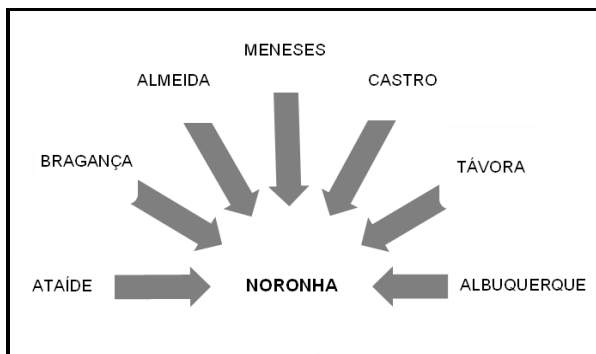 MENESES
ALMEIDA
CASTRO
BRAGANÇA
TÁVORA
ATAÍDE
NORONHA
ALBUQUERQUE